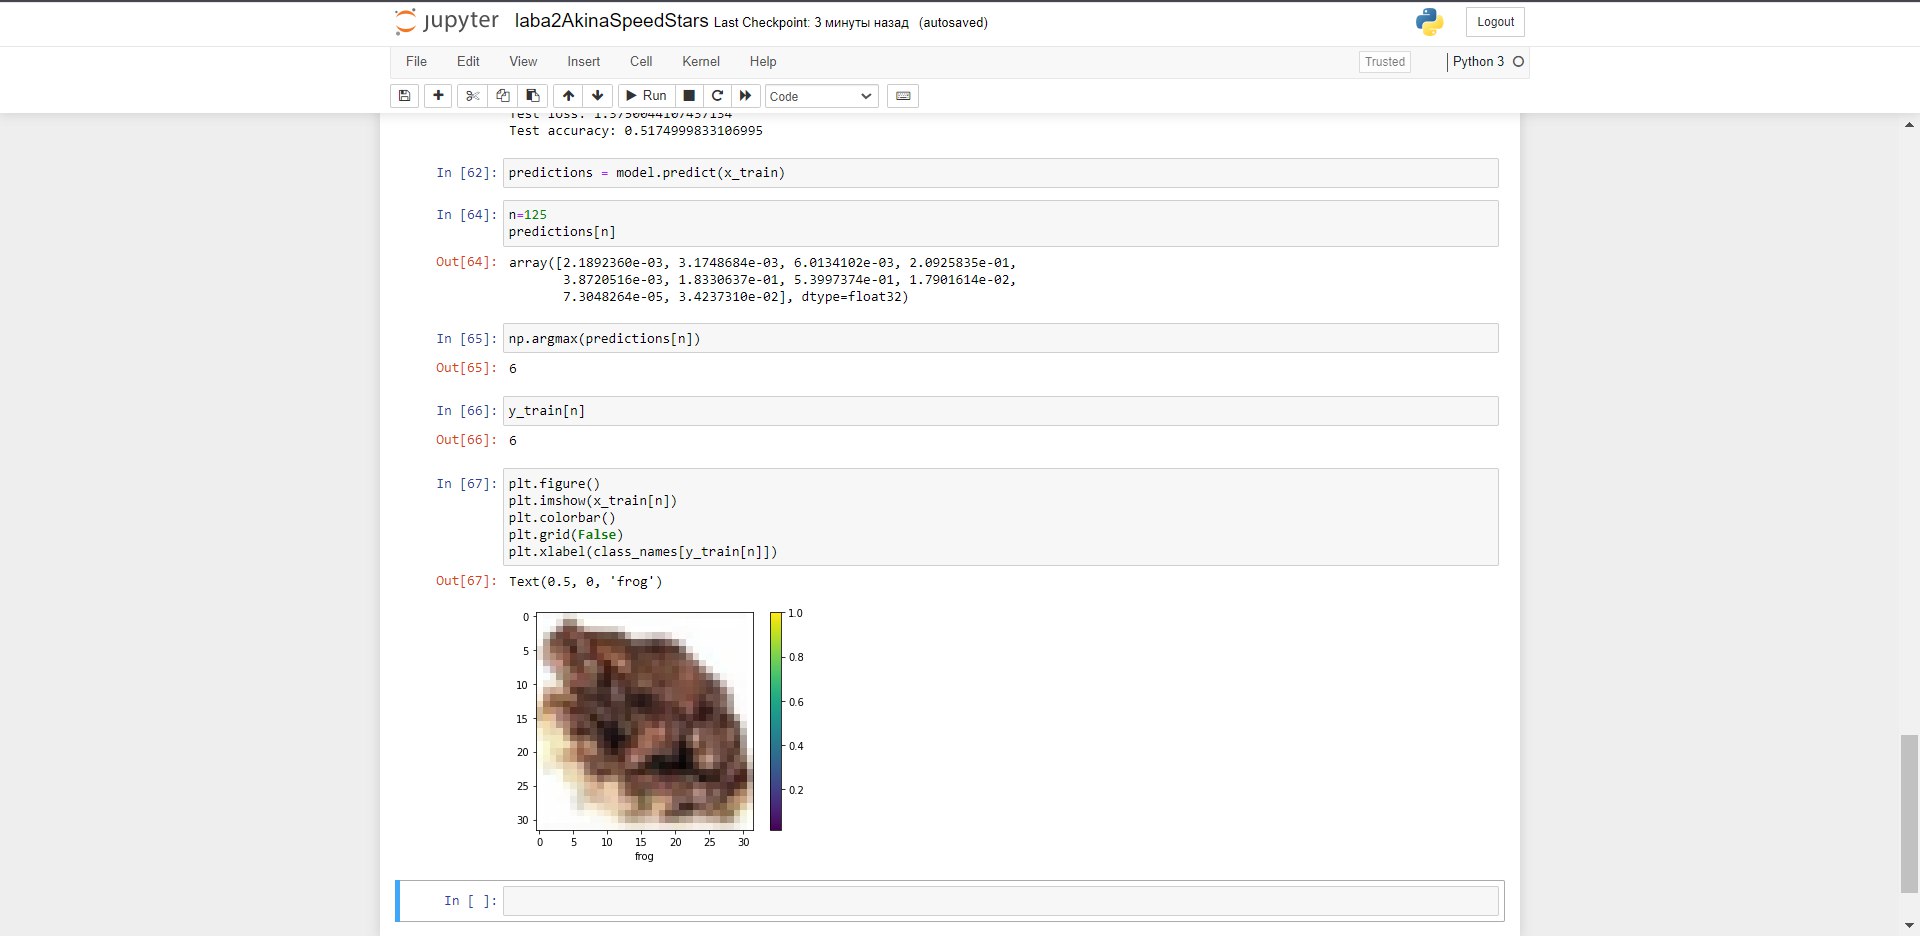 jupyter laba2AkinaSpeedStars Last Checkpoint: 3 минуты назад (autosaved)
Logout
File Edit View Insert Cell Kernel Help
Trusted
Python 3
Run
Code
Test loss: 1.3750044107437134
Test accuracy: 0.5174999833106995
In [62]: predictions = model.predict(x_train)
In [64]: n=125
predictions[n]
Out[64]: array([2.1892360e-03, 3.1748684e-03, 6.0134102e-03, 2.0925835e-01,
3.8720516e-03, 1.8330637e-01, 5.3997374e-01, 1.7901614e-02,
7.3048264e-05, 3.4237310e-02], dtype=float32)
In [65]: np.argmax(predictions[n])
Out[65]: 6
In [66]: y_train[n]
Out[66]: 6
In [67]: plt.figure()
plt.imshow(x_train[n])
plt.colorbar()
plt.grid(False)
plt.xlabel(class_names[y_train[n]])
Out[67]: Text(0.5, 0, 'frog')
0
5
10
15
20
25
30
0 5 10 15 20 25 30
frog
1.0
0.8
0.6
0.4
0.2
In [ ]: